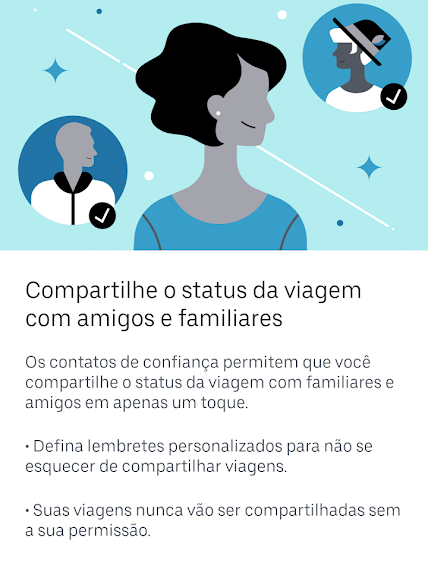 Compartilhe o status da viagem
com amigos e familiares
Os contatos de confiança permitem que você
compartilhe o status da viagem com familiares e
amigos em apenas um toque.
• Defina lembretes personalizados para não se
esquecer de compartilhar viagens.
• Suas viagens nunca vão ser compartilhadas sem
a sua permissão.